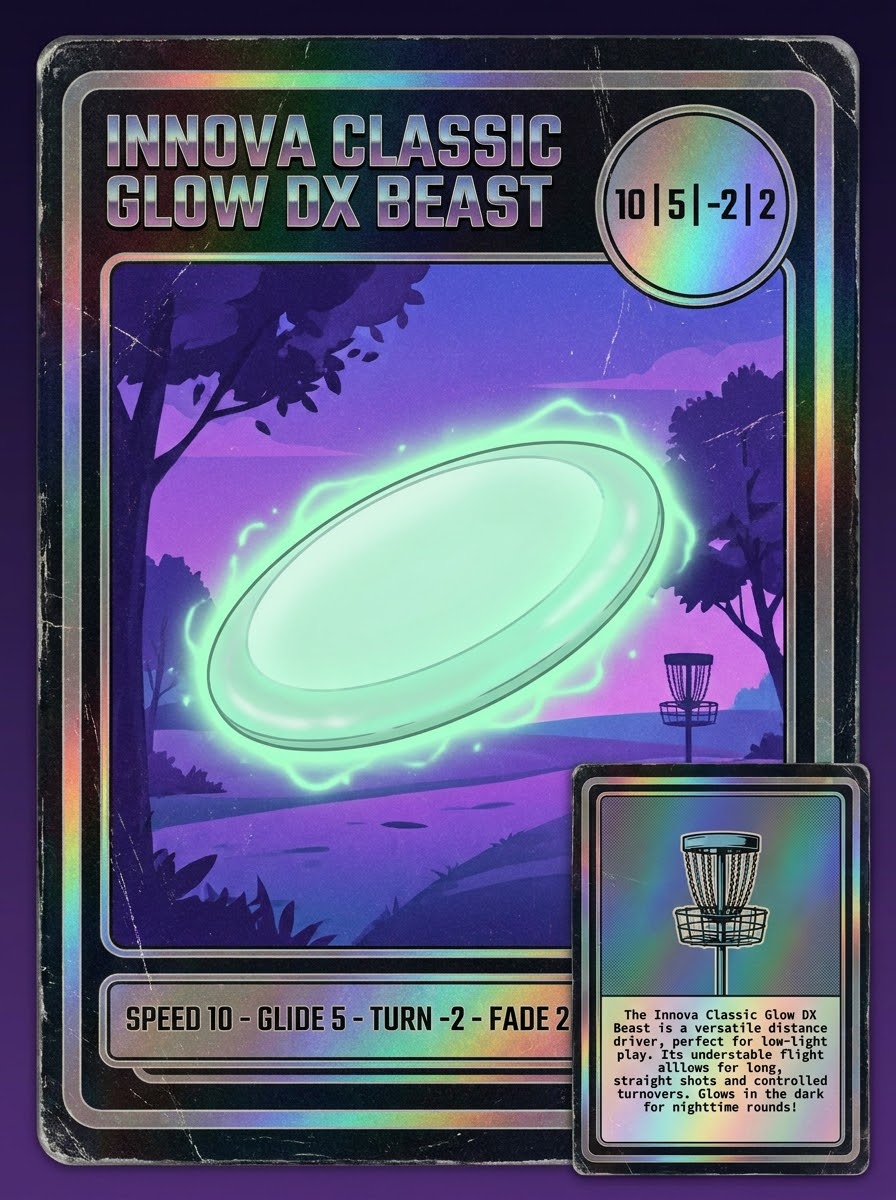 INNOVA CLASSIC
GLOW DX BEAST
10|5|-2|2
SPEED 10 - GLIDE 5 - TURN -2 - FADE 2
The Innova Classic Glow DX
Beast is a versatile distance
driver, perfect for low-light
play. Its understable flight
alllows for long,
straight shots and controlled
turnovers. Glows in the dark
for nighttime rounds!